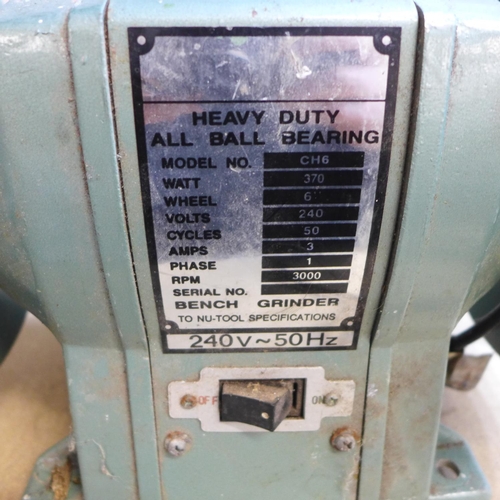 HEAVY DUTY
ALL BALL BEARING
MODEL NO. CH6
WATT 370
WHEEL 6"
VOLTS 240
CYCLES 50
AMPS 3
PHASE 1
RPM 3000
SERIAL NO.
BENCH GRINDER
TO NU-TOOL SPECIFICATIONS
240V~50Hz
OFF ON